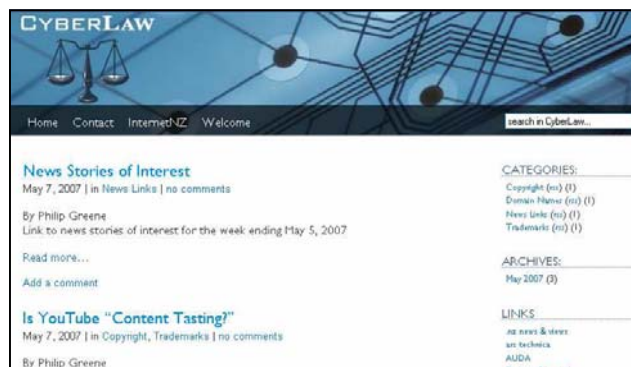 CYBERLAW
Home Contact InternetNZ Welcome
search in CyberLaw...
News Stories of Interest
May 7, 2007 | in News Links | no comments
By Philip Greene
Link to news stories of interest for the week ending May 5, 2007
Read more...
Add a comment
Is YouTube “Content Tasting?”
May 7, 2007 | in Copyright, Trademarks | no comments
By Philip Greene
CATEGORIES:
Copyright (rss) (1)
Domain Names (rss) (1)
News Links (rss) (1)
Trademarks (rss) (1)
ARCHIVES:
May 2007 (3)
LINKS
.nz news & views
ars technica
AUDA